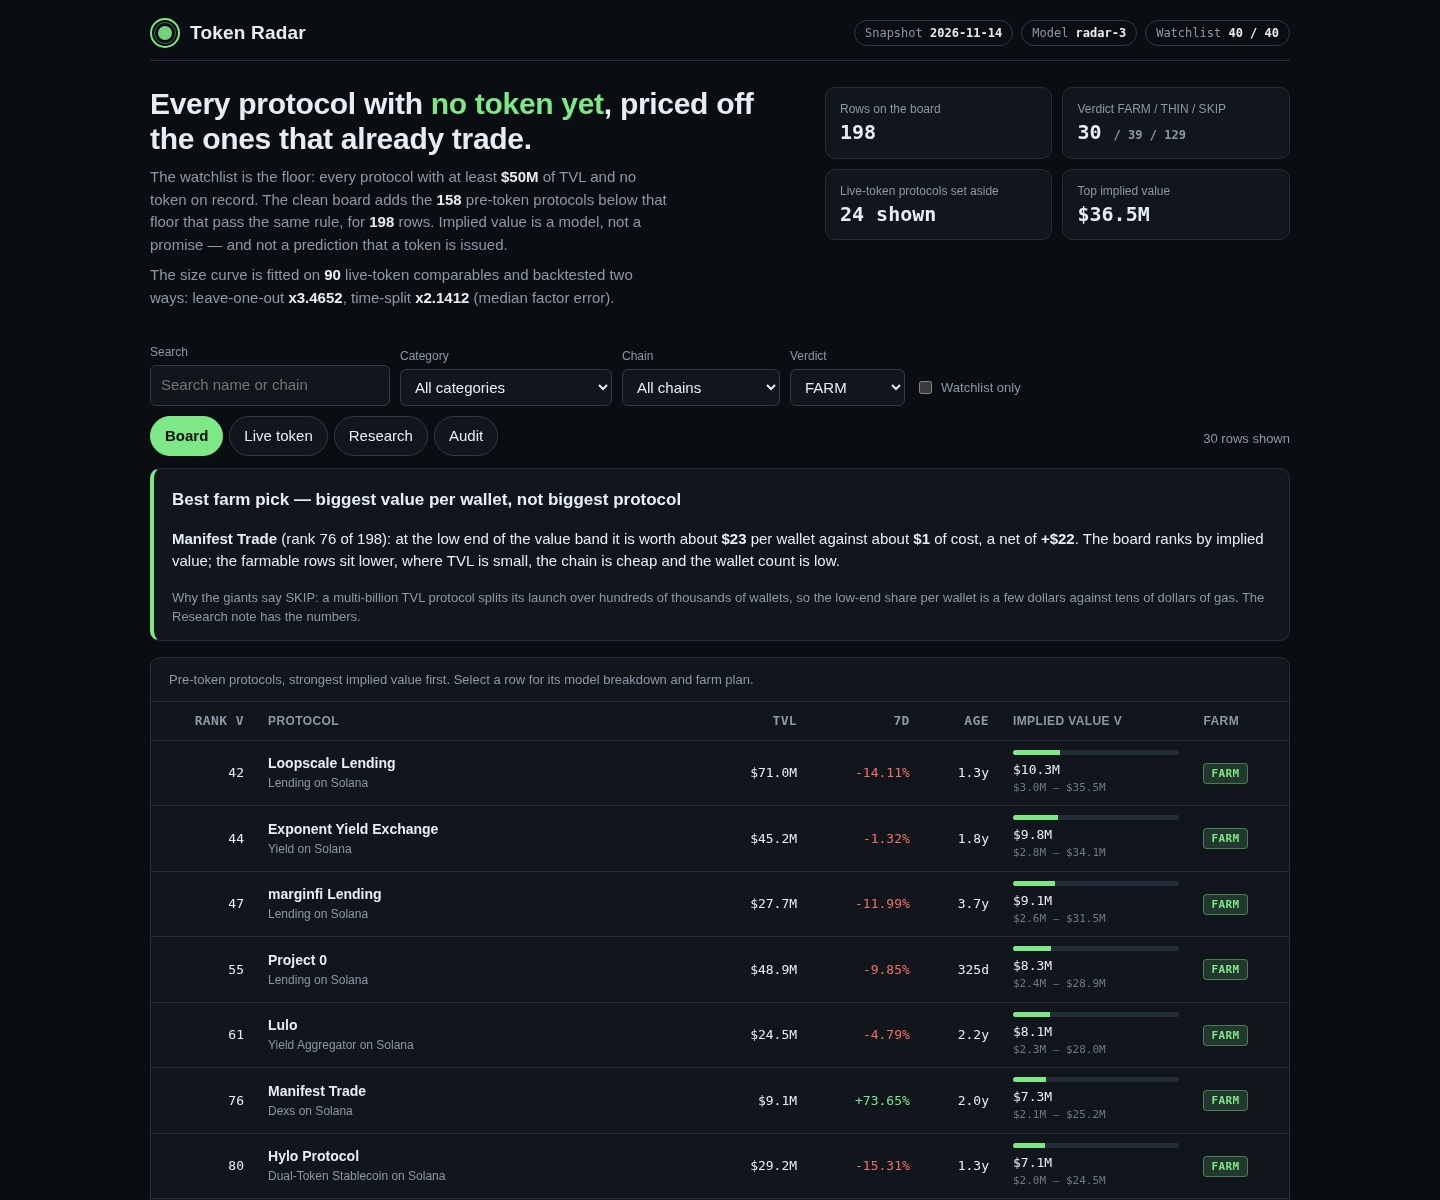 Token Radar
Snapshot 2026-11-14
Model radar-3
Watchlist 40 / 40
Every protocol with no token yet, priced off
the ones that already trade.
The watchlist is the floor: every protocol with at least $50M of TVL and no
token on record. The clean board adds the 158 pre-token protocols below that
floor that pass the same rule, for 198 rows. Implied value is a model, not a
promise — and not a prediction that a token is issued.
The size curve is fitted on 90 live-token comparables and backtested two
ways: leave-one-out x3.4652, time-split x2.1412 (median factor error).
Rows on the board
198
Verdict FARM / THIN / SKIP
30 / 39 / 129
Live-token protocols set aside
24 shown
Top implied value
$36.5M
Search
Search name or chain
Category
All categories
Chain
All chains
Verdict
FARM
Watchlist only
Board
Live token
Research
Audit
30 rows shown
Best farm pick — biggest value per wallet, not biggest protocol
Manifest Trade (rank 76 of 198): at the low end of the value band it is worth about $23 per wallet against about $1 of cost, a net of +$22. The board ranks by implied
value; the farmable rows sit lower, where TVL is small, the chain is cheap and the wallet count is low.
Why the giants say SKIP: a multi-billion TVL protocol splits its launch over hundreds of thousands of wallets, so the low-end share per wallet is a few dollars against tens of dollars of gas. The
Research note has the numbers.
Pre-token protocols, strongest implied value first. Select a row for its model breakdown and farm plan.
RANK V PROTOCOL TVL 7D AGE IMPLIED VALUE V FARM
42 Loopscale Lending $71.0M -14.11% 1.3y $10.3M FARM
Lending on Solana $3.0M – $35.5M
44 Exponent Yield Exchange $45.2M -1.32% 1.8y $9.8M FARM
Yield on Solana $2.8M – $34.1M
47 marginfi Lending $27.7M -11.99% 3.7y $9.1M FARM
Lending on Solana $2.6M – $31.5M
55 Project 0 $48.9M -9.85% 325d $8.3M FARM
Lending on Solana $2.4M – $28.9M
61 Lulo $24.5M -4.79% 2.2y $8.1M FARM
Yield Aggregator on Solana $2.3M – $28.0M
76 Manifest Trade $9.1M +73.65% 2.0y $7.3M FARM
Dexs on Solana $2.1M – $25.2M
80 Hylo Protocol $29.2M -15.31% 1.3y $7.1M FARM
Dual-Token Stablecoin on Solana $2.0M – $24.5M